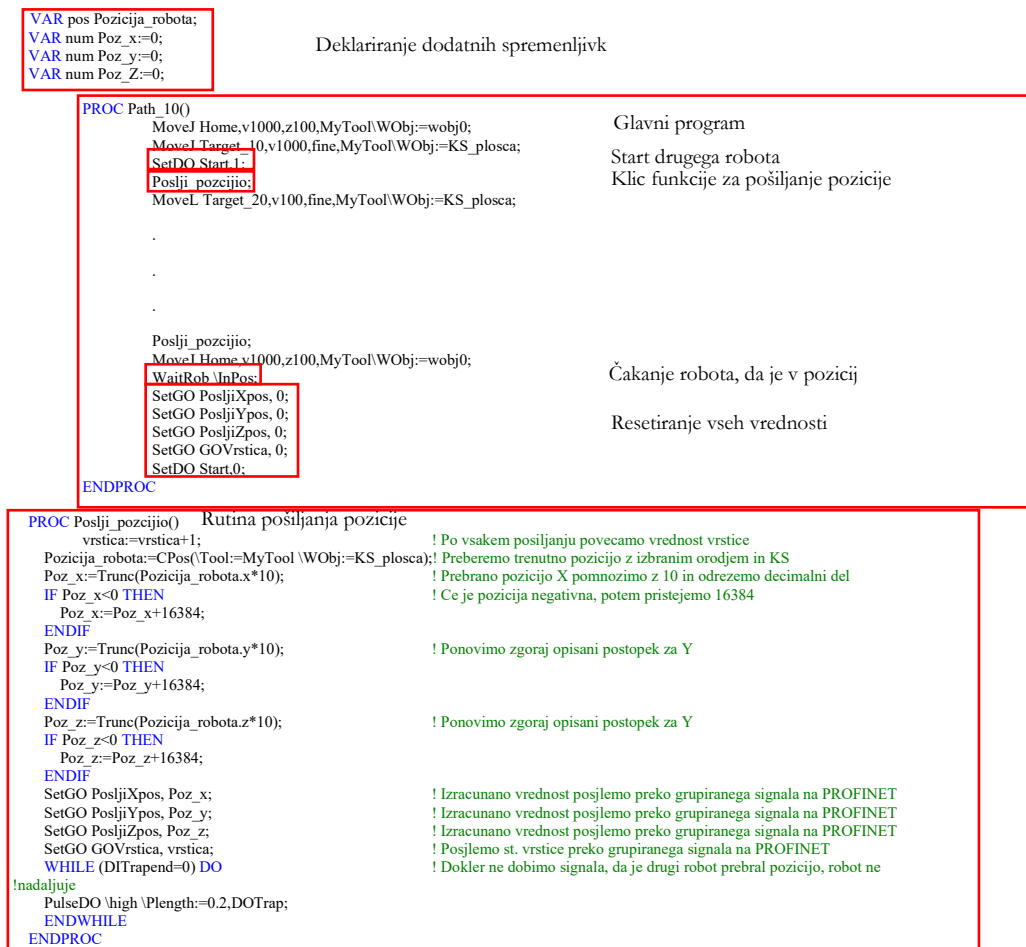 VAR pos Pozicija_robota;
VAR num Poz_x:=0;
VAR num Poz_y:=0;
VAR num Poz_Z:=0;
Deklariranje dodatnih spremenljivk
PROC Path_10()
MoveJ Home,v1000,z100,MyTool\WObj:=wobj0;
Glavni program
MoveJ Target_10,v1000,fine,MyTool\WObj:=KS_plosca;
SetDO Start,1;
Start drugega robota
Poslji_pozcijio;
Klic funkcije za pošiljanje pozicije
MoveL Target_20,v100,fine,MyTool\WObj:=KS_plosca;
.
.
.
Poslji_pozcijio;
MoveJ Home,v1000,z100,MyTool\WObj:=wobj0;
WaitRob \InPos;
Čakanje robota, da je v pozicij
SetGO PosljiXpos, 0;
SetGO PosljiYpos, 0;
SetGO PosljiZpos, 0;
Resetiranje vseh vrednosti
SetGO GOVrstica, 0;
SetDO Start,0;
ENDPROC
PROC Poslji_pozcijio() Rutina pošiljanja pozicije
vrstica:=vrstica+1; ! Po vsakem posiljanju povecamo vrednost vrstice
Pozicija_robota:=CPos(\Tool:=MyTool \WObj:=KS_plosca);! Preberemo trenutno pozicijo z izbranim orodjem in KS
Poz_x:=Trunc(Pozicija_robota.x*10); ! Prebrano pozicijo X pomnozimo z 10 in odrezemo decimalni del
IF Poz_x<0 THEN ! Ce je pozicija negativna, potem pristejemo 16384
Poz_x:=Poz_x+16384;
ENDIF
Poz_y:=Trunc(Pozicija_robota.y*10); ! Ponovimo zgoraj opisani postopek za Y
IF Poz_y<0 THEN
Poz_y:=Poz_y+16384;
ENDIF
Poz_z:=Trunc(Pozicija_robota.z*10); ! Ponovimo zgoraj opisani postopek za Y
IF Poz_z<0 THEN
Poz_z:=Poz_z+16384;
ENDIF
SetGO PosljiXpos, Poz_x; ! Izracunano vrednost posjlemo preko grupiranega signala na PROFINET
SetGO PosljiYpos, Poz_y; ! Izracunano vrednost posjlemo preko grupiranega signala na PROFINET
SetGO PosljiZpos, Poz_z; ! Izracunano vrednost posjlemo preko grupiranega signala na PROFINET
SetGO GOVrstica, vrstica; ! Posjlemo st. vrstice preko grupiranega signala na PROFINET
WHILE (DITrapend=0) DO ! Dokler ne dobimo signala, da je drugi robot prebral pozicijo, robot ne
!nadaljuje
PulseDO \high \Plength:=0.2,DOTrap;
ENDWHILE
ENDPROC